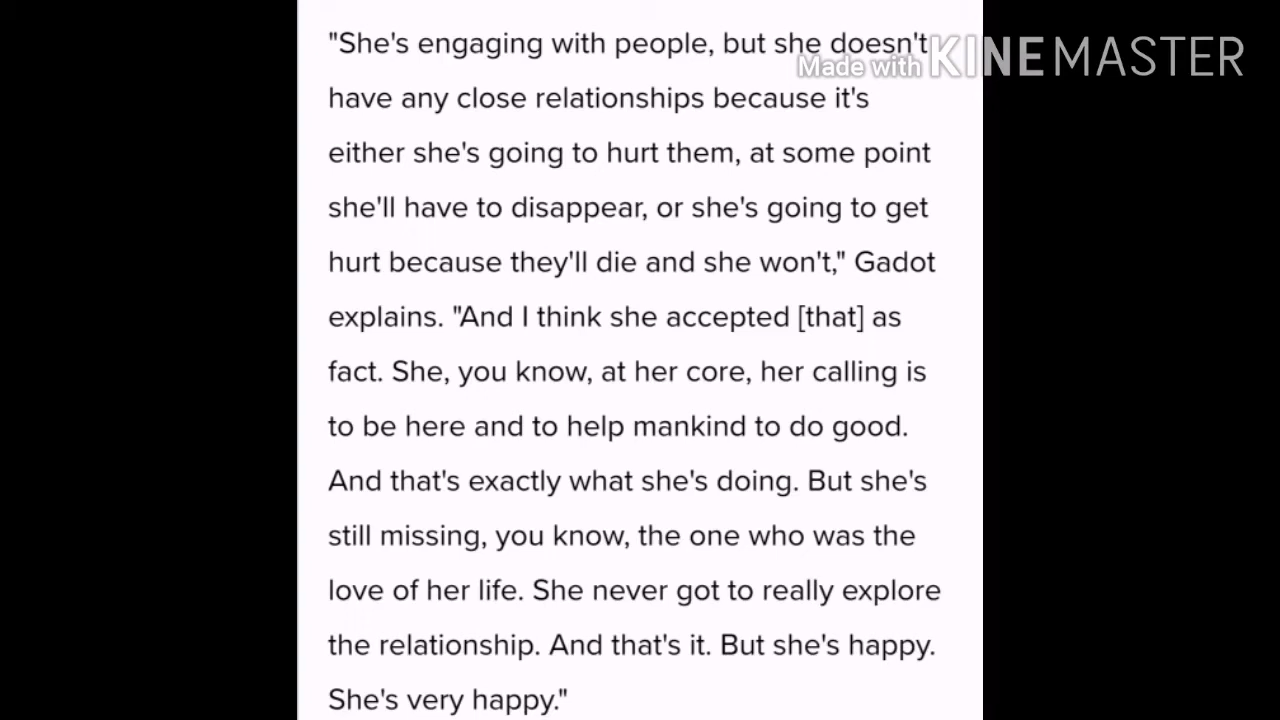 "She's engaging with people, but she doesn't
Made with KINEMASTER
have any close relationships because it's
either she's going to hurt them, at some point
she'll have to disappear, or she's going to get
hurt because they'll die and she won't," Gadot
explains. "And I think she accepted [that] as
fact. She, you know, at her core, her calling is
to be here and to help mankind to do good.
And that's exactly what she's doing. But she's
still missing, you know, the one who was the
love of her life. She never got to really explore
the relationship. And that's it. But she's happy.
She's very happy."